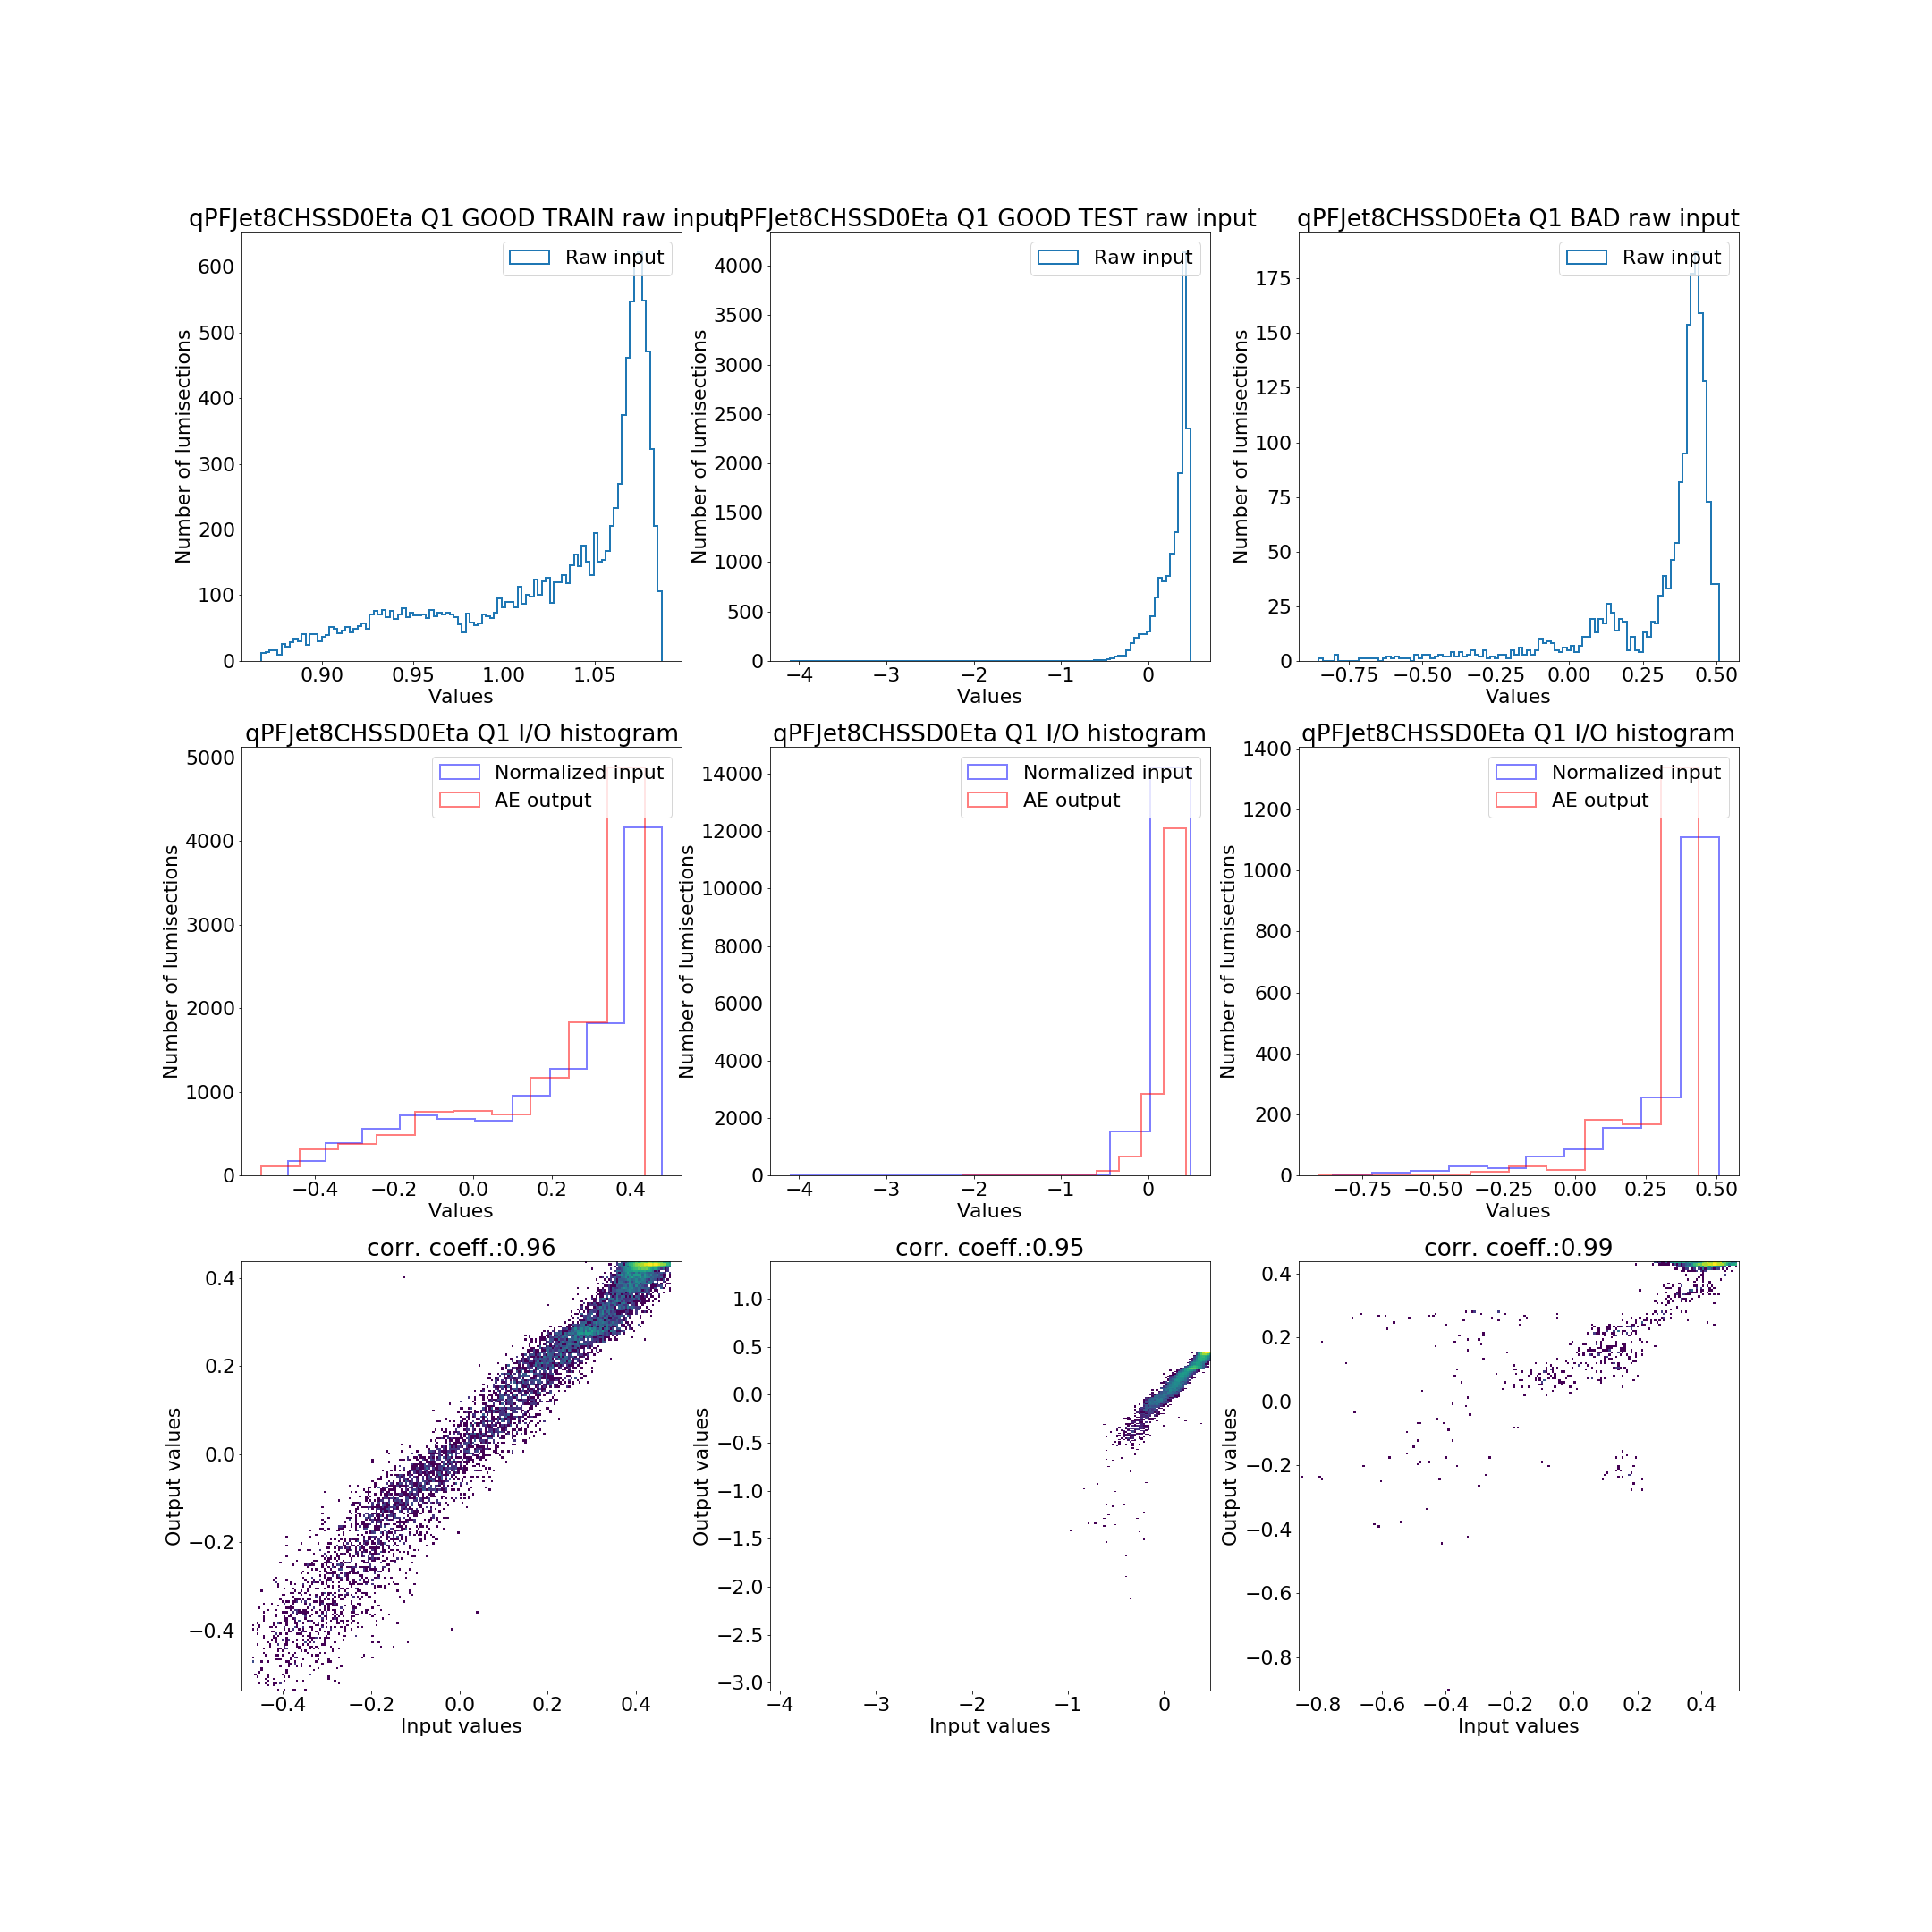 qPFJet8CHSSD0Eta Q1 GOOD TRAIN raw input
Raw input
600
500
400
300
200
100
0
0.90 0.95 1.00 1.05
Values
Number of lumisections
qPFJet8CHSSD0Eta Q1 GOOD TEST raw input
Raw input
4000
3500
3000
2500
2000
1500
1000
500
0
−4 −3 −2 −1 0
Values
Number of lumisections
qPFJet8CHSSD0Eta Q1 BAD raw input
Raw input
175
150
125
100
75
50
25
0
−0.75 −0.50 −0.25 0.00 0.25 0.50
Values
Number of lumisections
qPFJet8CHSSD0Eta Q1 I/O histogram
Normalized input
AE output
5000
4000
3000
2000
1000
0
−0.4 −0.2 0.0 0.2 0.4
Values
Number of lumisections
qPFJet8CHSSD0Eta Q1 I/O histogram
Normalized input
AE output
14000
12000
10000
8000
6000
4000
2000
0
−4 −3 −2 −1 0
Values
Number of lumisections
qPFJet8CHSSD0Eta Q1 I/O histogram
Normalized input
AE output
1400
1200
1000
800
600
400
200
0
−0.75 −0.50 −0.25 0.00 0.25 0.50
Values
Number of lumisections
corr. coeff.:0.96
0.4
0.2
0.0
−0.2
−0.4
−0.4 −0.2 0.0 0.2 0.4
Input values
Output values
corr. coeff.:0.95
1.0
0.5
0.0
−0.5
−1.0
−1.5
−2.0
−2.5
−3.0
−4 −3 −2 −1 0
Input values
Output values
corr. coeff.:0.99
0.4
0.2
0.0
−0.2
−0.4
−0.6
−0.8
−0.8 −0.6 −0.4 −0.2 0.0 0.2 0.4
Input values
Output values